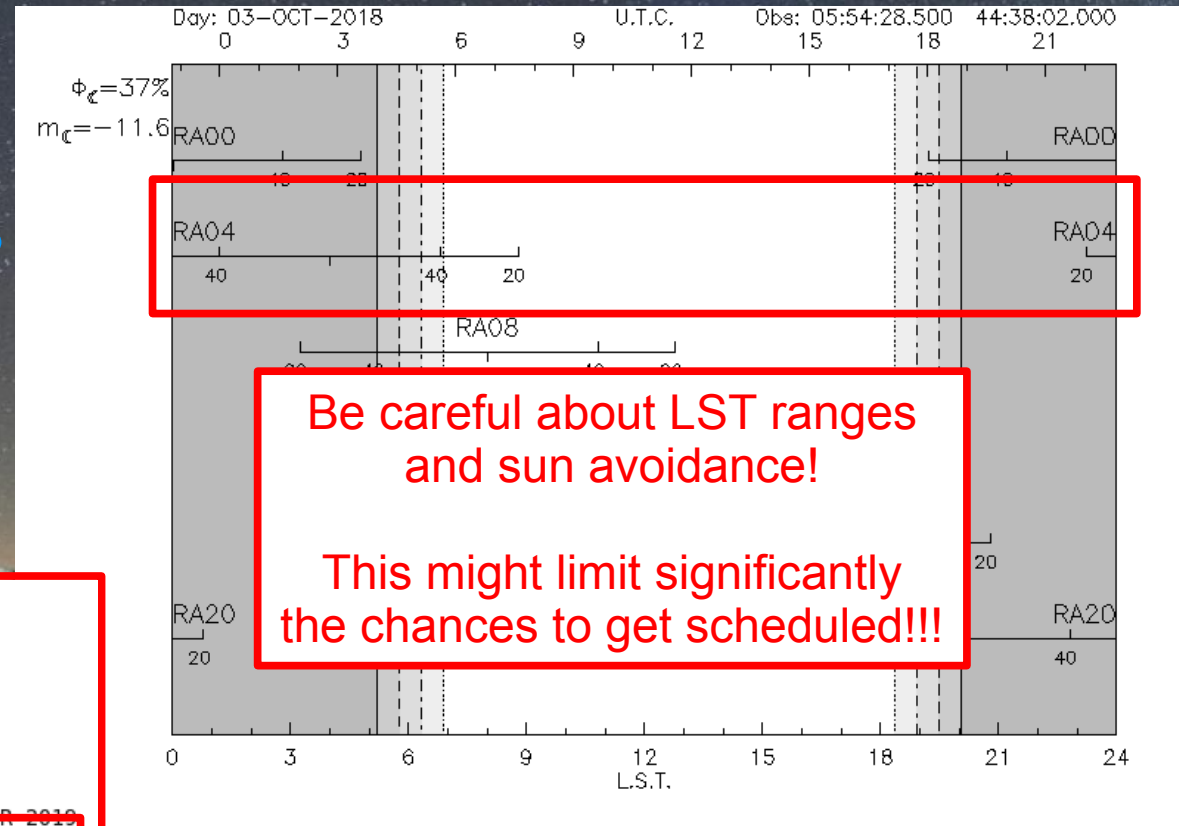 Day: 03-OCT-2018 U.T.C. Obs: 05:54:28.500 44:38:02.000
0 3 6 9 12 15 18 21
ϕ☾=37%
m☾=-11.6
RA00 RA00
RA04 RA04
40 40 20 20
RA08
Be careful about LST ranges
and sun avoidance!
This might limit significantly
the chances to get scheduled!!!
20
RA20 RA20
20 40
0 3 6 9 12 15 18 21 24
L.S.T.
R 2019